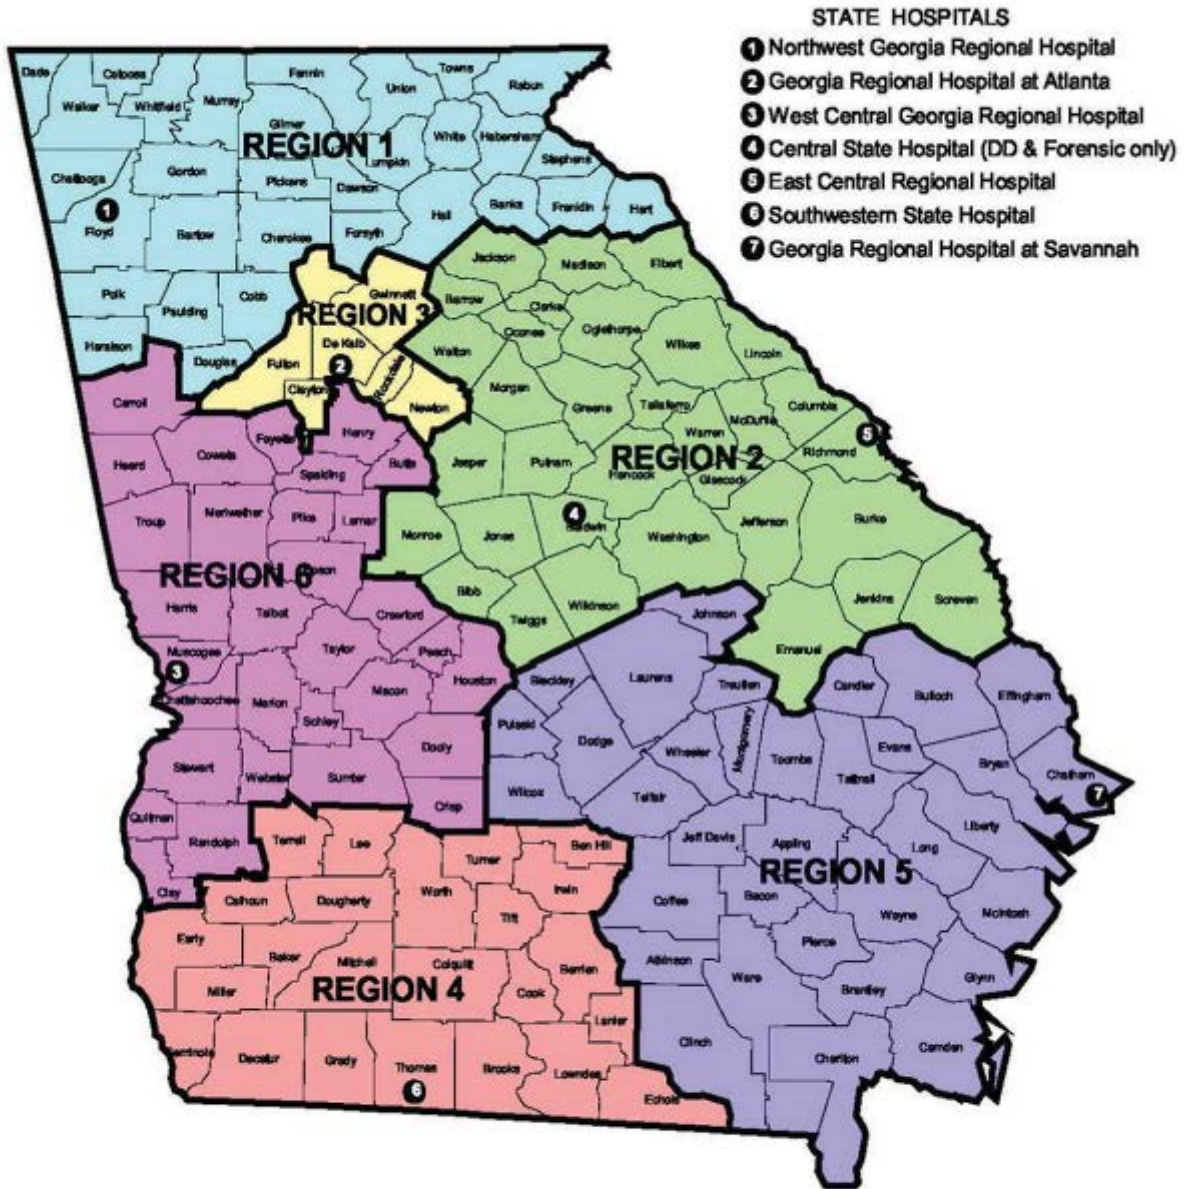 STATE HOSPITALS
1 Northwest Georgia Regional Hospital
2 Georgia Regional Hospital at Atlanta
3 West Central Georgia Regional Hospital
4 Central State Hospital (DD & Forensic only)
5 East Central Regional Hospital
6 Southwestern State Hospital
7 Georgia Regional Hospital at Savannah
Dade
Catoosa
Fannin
Towns
Rabun
Union
Walker
Whitfield
Murray
Gilmer
White
Habersham
REGION 1
Lumpkin
Stephens
Chattooga
Gordon
Pickens
Dawson
1
Floyd
Bartow
Cherokee
Forsyth
Hall
Banks
Franklin
Hart
Polk
Paulding
Cobb
Haralson
Douglas
Gwinnett
REGION 3
De Kalb
2
Fulton
Clayton
Rockdale
Newton
Jackson
Madison
Elbert
Barrow
Clarke
Oconee
Oglethorpe
Walton
Wilkes
Lincoln
Morgan
Greene
Taliaferro
McDuffie
Columbia
Warren
5
Richmond
REGION 2
Jasper
Putnam
Hancock
Glascock
4
Baldwin
Monroe
Jones
Washington
Jefferson
Burke
Bibb
Twiggs
Wilkinson
Jenkins
Screven
Emanuel
Carroll
Heard
Coweta
Fayette
Henry
Spalding
Butts
Troup
Meriwether
Pike
Lamar
REGION 6
Harris
Talbot
Crawford
Muscogee
3
Taylor
Peach
Houston
Chattahoochee
Marion
Macon
Schley
Dooly
Stewart
Webster
Sumter
Crisp
Quitman
Randolph
Clay
Johnson
Bleckley
Laurens
Treutlen
Candler
Bulloch
Effingham
Pulaski
Dodge
Wheeler
Montgomery
Toombs
Evans
Tattnall
Bryan
Chatham
7
Wilcox
Telfair
Jeff Davis
Appling
Long
Liberty
REGION 5
Coffee
Bacon
Wayne
McIntosh
Atkinson
Ware
Pierce
Brantley
Glynn
Clinch
Charlton
Camden
Terrell
Lee
Turner
Ben Hill
Calhoun
Dougherty
Worth
Irwin
Tift
Early
Baker
Mitchell
Colquitt
Berrien
Miller
REGION 4
Cook
Lanier
Seminole
Decatur
Grady
Thomas
6
Brooks
Lowndes
Echols